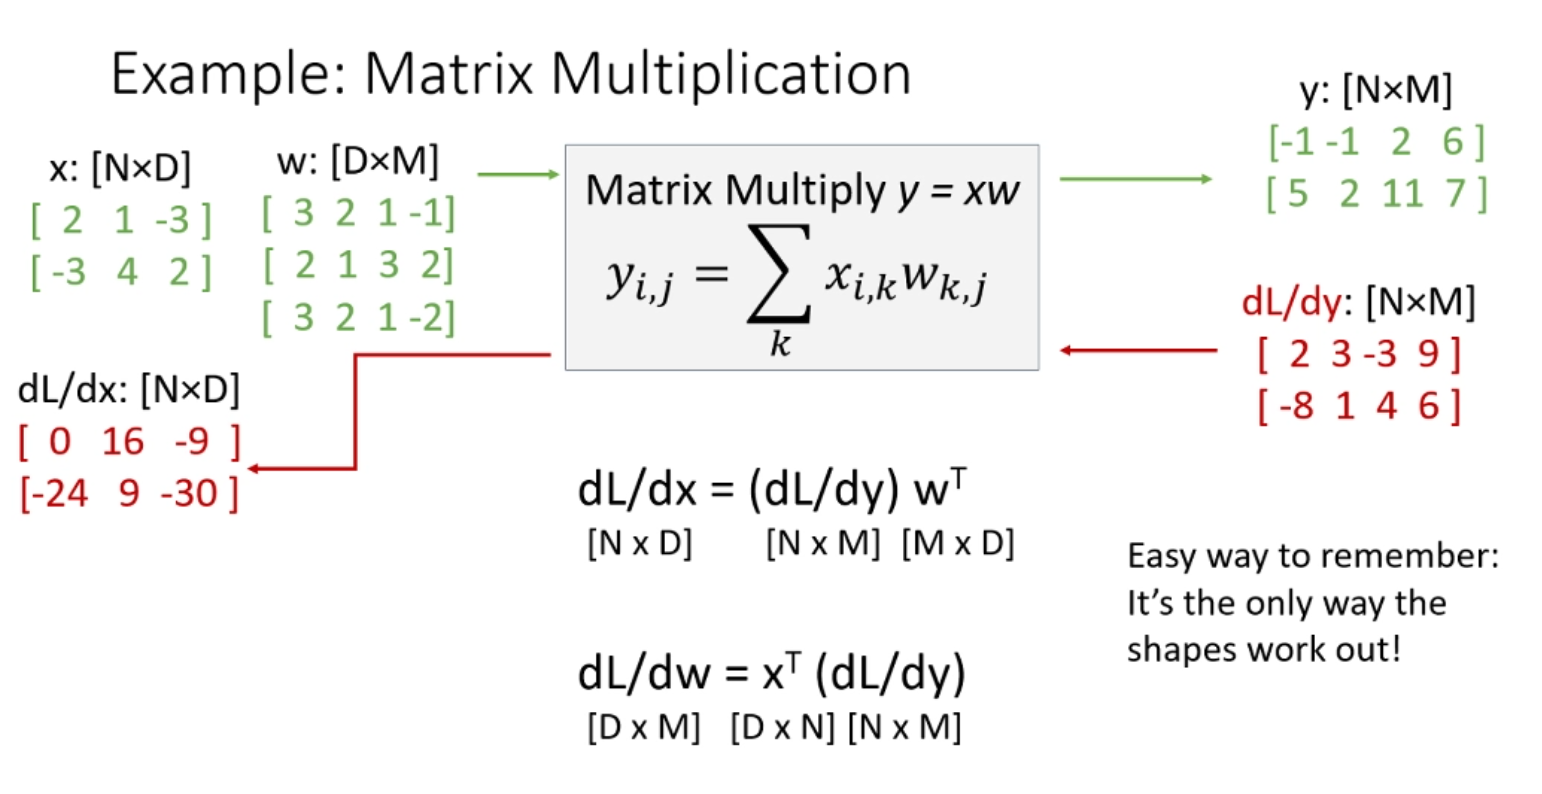 Example: Matrix Multiplication
x: [N×D]
[ 2 1 -3 ]
[ -3 4 2 ]
w: [D×M]
[ 3 2 1 -1]
[ 2 1 3 2]
[ 3 2 1 -2]
Matrix Multiply y = xw
y_{i,j} = ∑_k x_{i,k}w_{k,j}
y: [N×M]
[-1 -1 2 6 ]
[ 5 2 11 7 ]
dL/dy: [N×M]
[ 2 3 -3 9 ]
[ -8 1 4 6 ]
dL/dx: [N×D]
[ 0 16 -9 ]
[-24 9 -30 ]
dL/dx = (dL/dy) wᵀ
[N x D] [N x M] [M x D]
dL/dw = xᵀ (dL/dy)
[D x M] [D x N] [N x M]
Easy way to remember:
It’s the only way the
shapes work out!